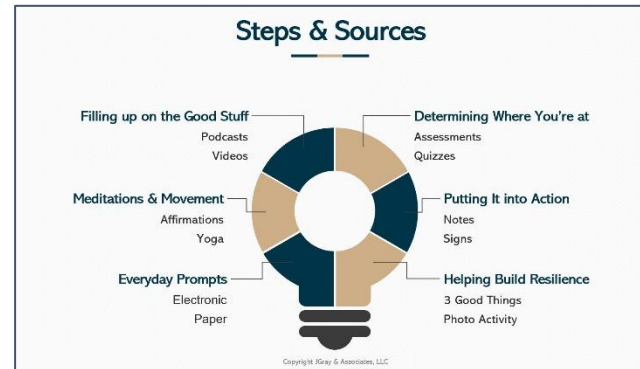 Steps & Sources
Filling up on the Good Stuff
Podcasts
Videos
Meditations & Movement
Affirmations
Yoga
Everyday Prompts
Electronic
Paper
Determining Where You're at
Assessments
Quizzes
Putting It into Action
Notes
Signs
Helping Build Resilience
3 Good Things
Photo Activity
Copyright JGray & Associates, LLC